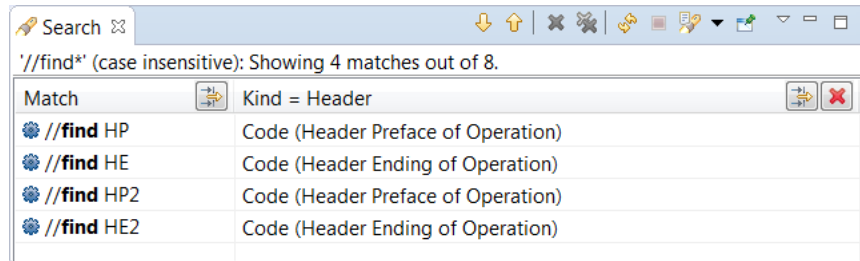 Search
'//find*' (case insensitive): Showing 4 matches out of 8.
Match Kind = Header
//find HP Code (Header Preface of Operation)
//find HE Code (Header Ending of Operation)
//find HP2 Code (Header Preface of Operation)
//find HE2 Code (Header Ending of Operation)